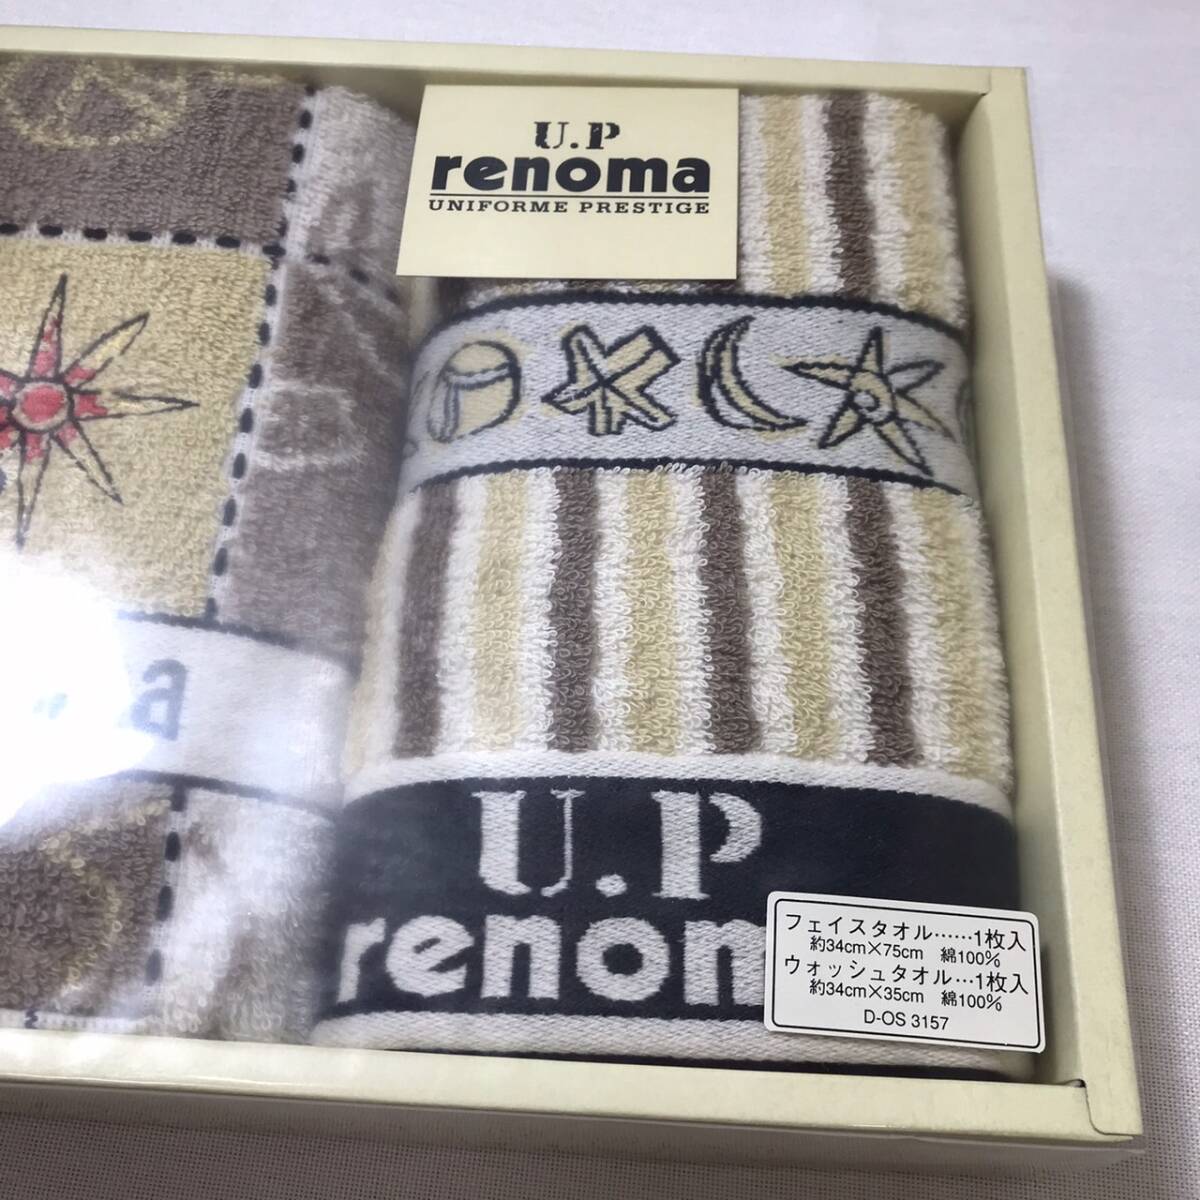 U.P
renoma
UNIFORME PRESTIGE
a
U.P
renom
フェイスタオル……1枚入
約34cm×75cm 綿100%
ウォッシュタオル…1枚入
約34cm×35cm 綿100%
D-OS 3157